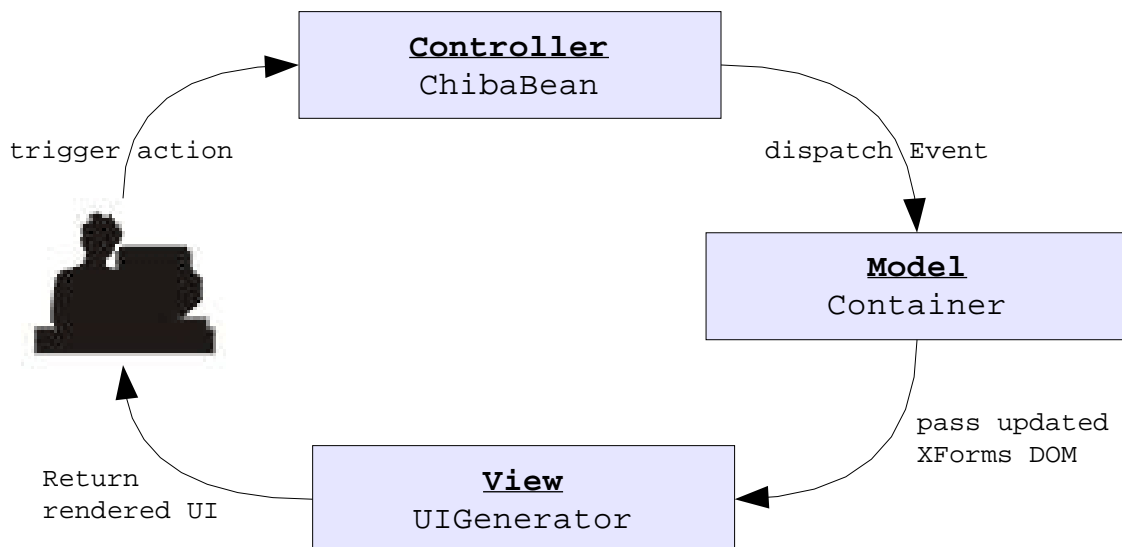 Controller
ChibaBean
trigger action
dispatch Event
Model
Container
pass updated
XForms DOM
View
UIGenerator
Return
rendered UI